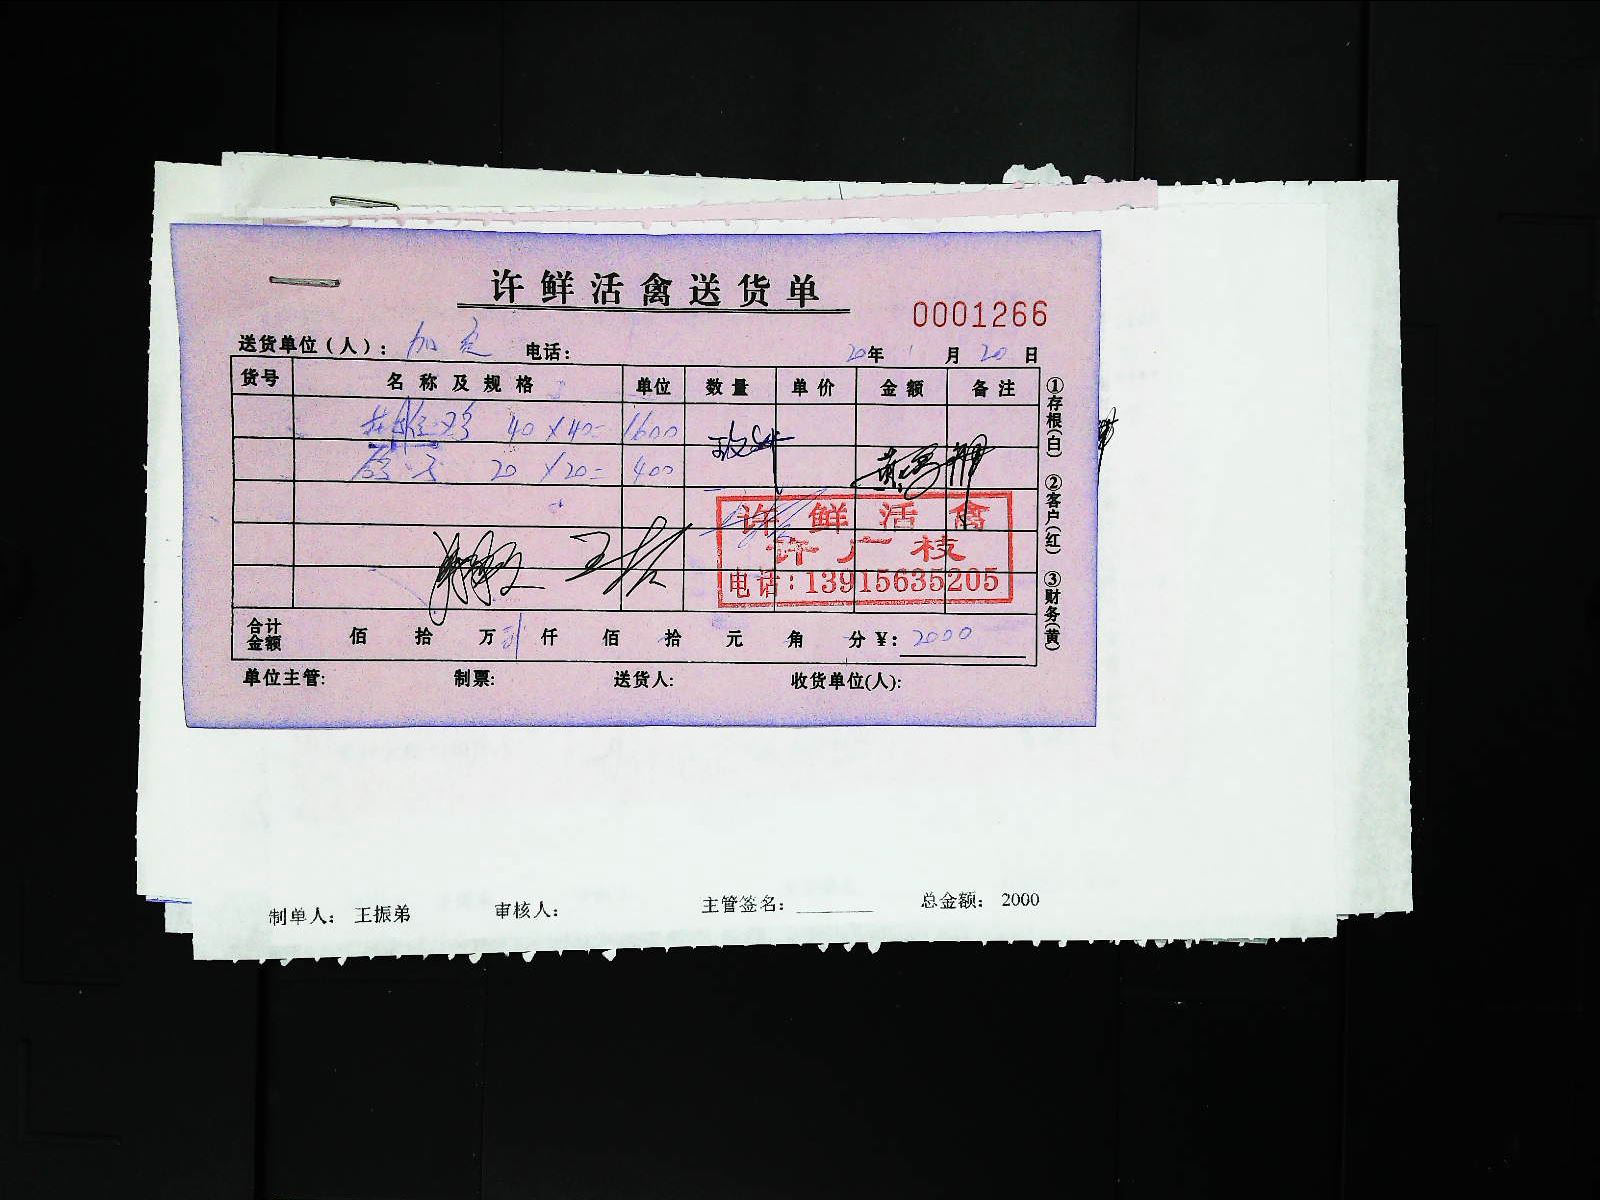 许鲜活禽送货单
0001266
送货单位(人): 加 电话:
20年 1 月 20 日
货号 名称及规格 单位 数量 单价 金额 备注
鸡 40×40= 1600
20×20= 400
许 鲜 活 禽
许广枝
电话:13915635205
合计金额 佰 拾 万 贰 仟 佰 拾 元 角 分 ¥: 2000
单位主管: 制票: 送货人: 收货单位(人):
①存根(白) ②客户(红) ③财务(黄)
制单人: 王振弟 审核人: 主管签名: 总金额: 2000